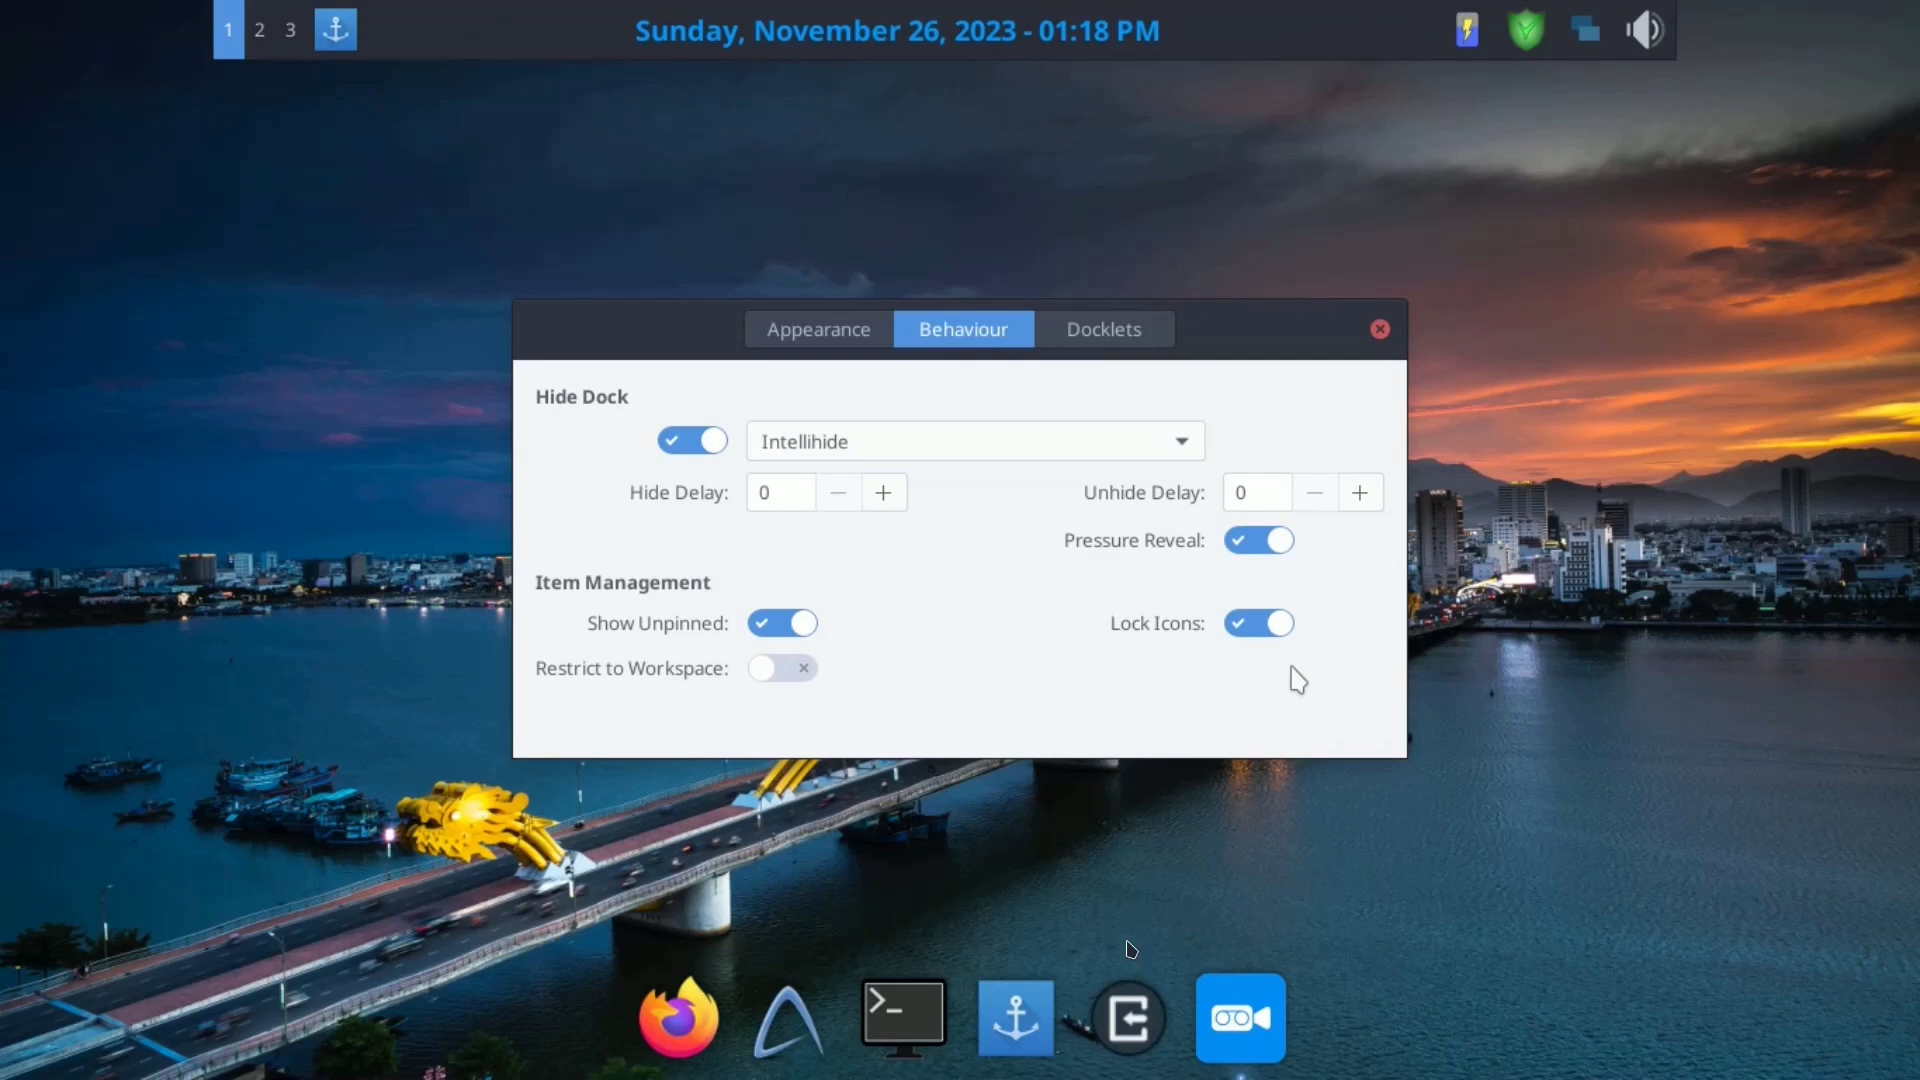 1 2 3
Sunday, November 26, 2023 - 01:18 PM
Appearance Behaviour Docklets
Hide Dock
Intellihide
Hide Delay: 0 − + Unhide Delay: 0 − +
Pressure Reveal:
Item Management
Show Unpinned: Lock Icons:
Restrict to Workspace:
>_